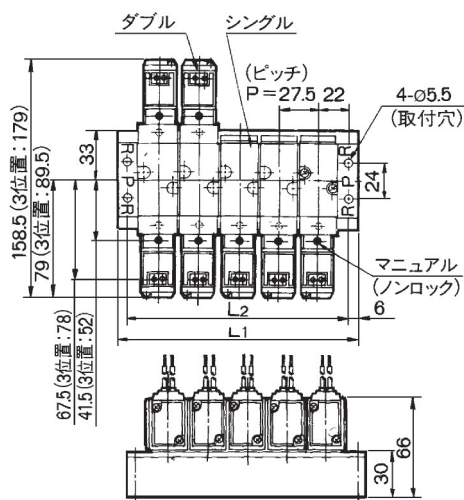 ダブル
シングル
(ピッチ)
P=27.5
22
4-ø5.5
(取付穴)
158.5(3位置:179)
79(3位置:89.5)
33
R
P
R
R
P
R
24
マニュアル
(ノンロック)
67.5(3位置:78)
41.5(3位置:52)
L2
L1
6
66
30